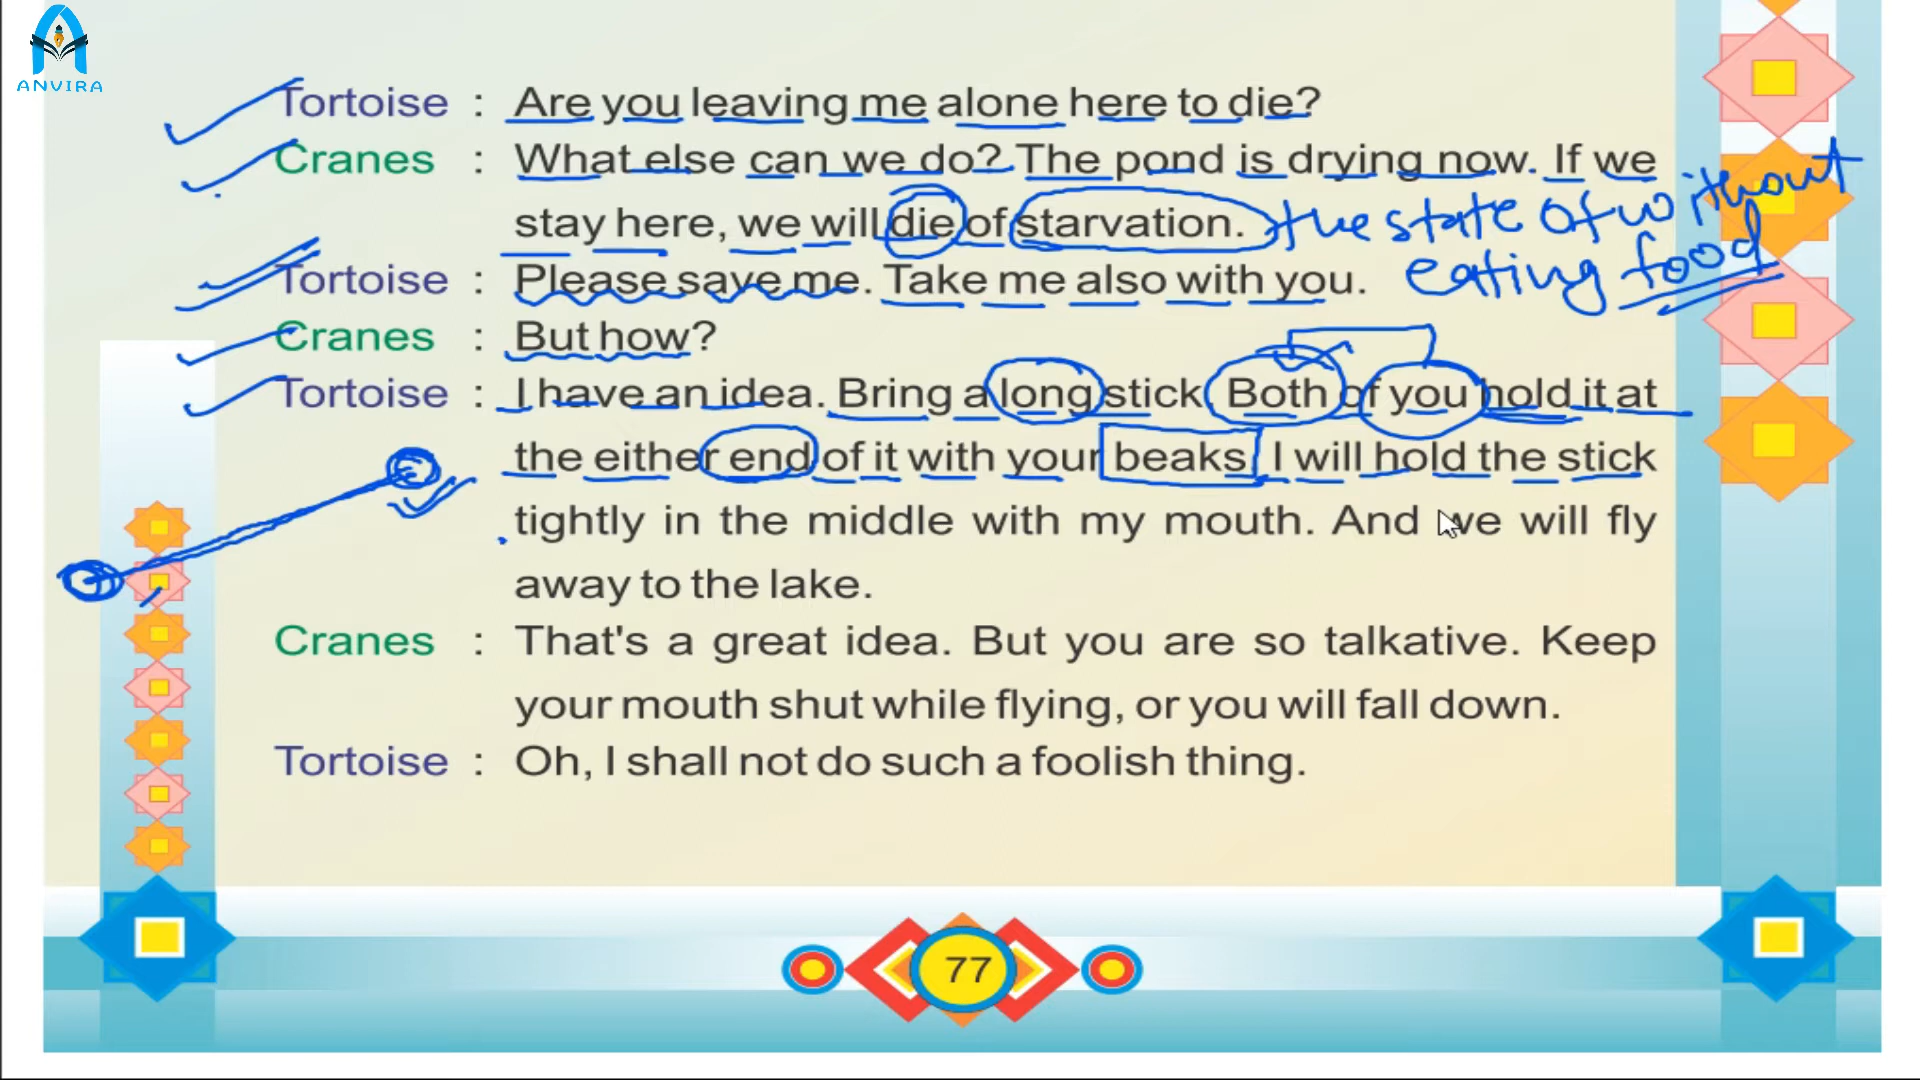 ANVIRA
Tortoise : Are you leaving me alone here to die?
Cranes : What else can we do? The pond is drying now. If we
stay here, we will die of starvation. the state of without
eating food
Tortoise : Please save me. Take me also with you.
Cranes : But how?
Tortoise : I have an idea. Bring a long stick Both of you hold it at
the either end of it with your beaks. I will hold the stick
tightly in the middle with my mouth. And we will fly
away to the lake.
Cranes : That's a great idea. But you are so talkative. Keep
your mouth shut while flying, or you will fall down.
Tortoise : Oh, I shall not do such a foolish thing.
77